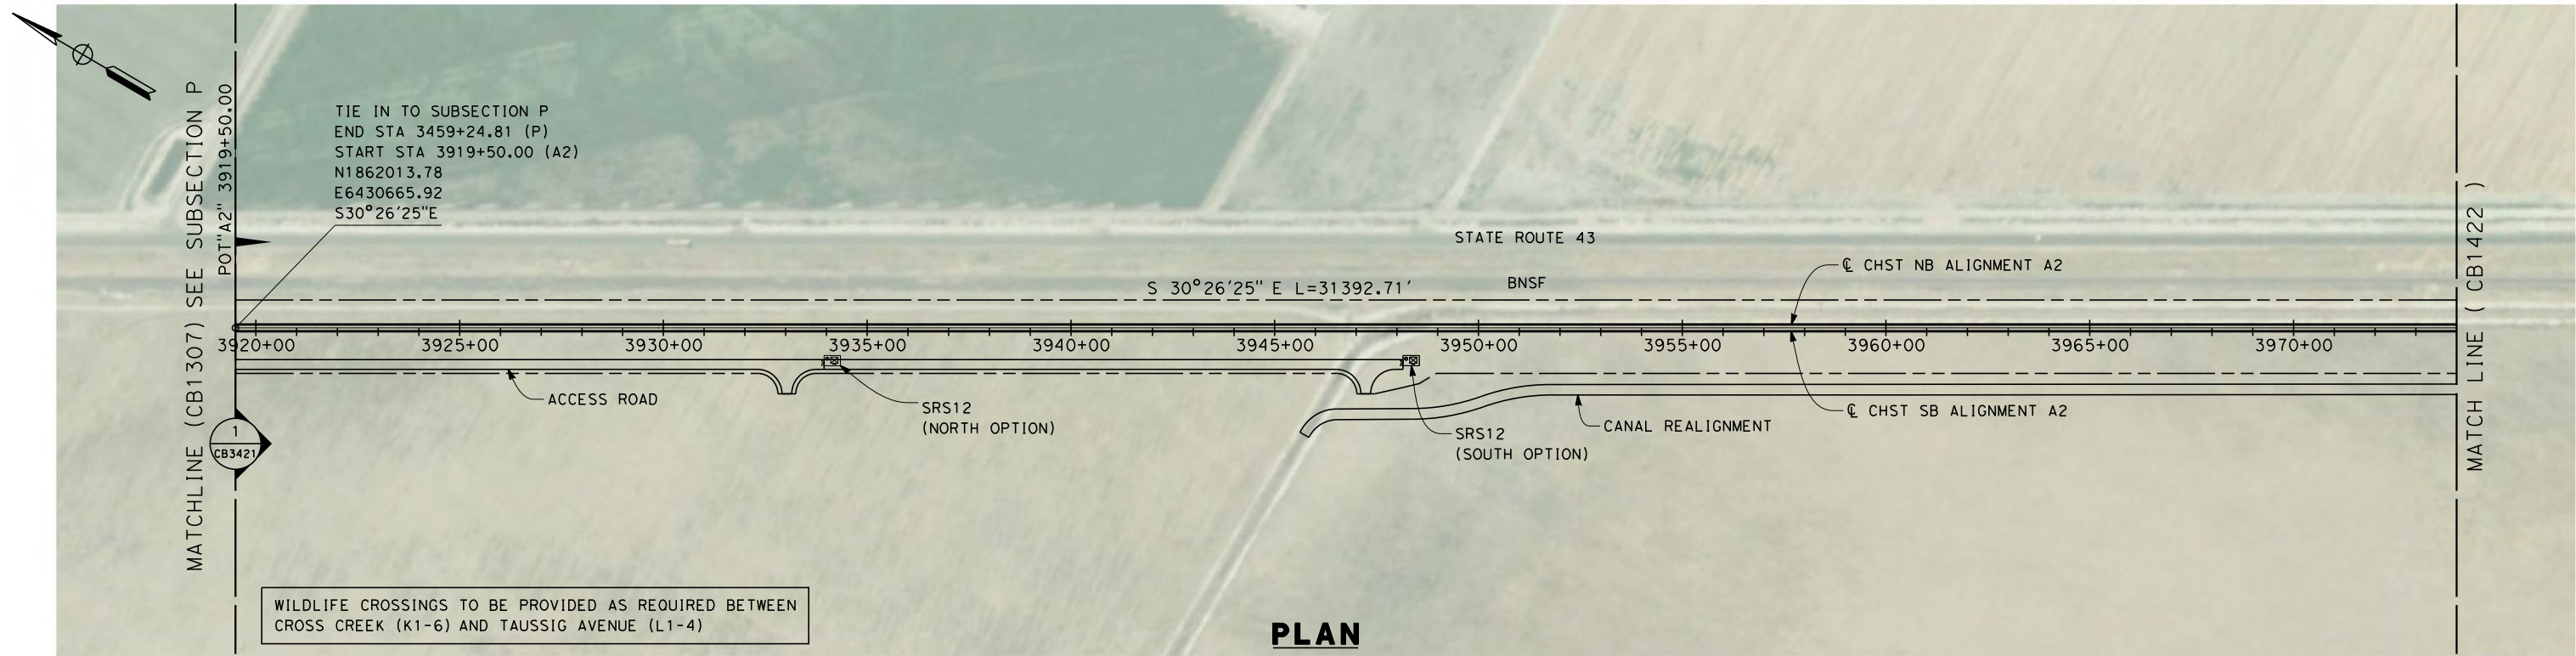 MATCHLINE (CB1307) SEE SUBSECTION P
POT"A2" 3919+50.00
TIE IN TO SUBSECTION P
END STA 3459+24.81 (P)
START STA 3919+50.00 (A2)
N1862013.78
E6430665.92
S30°26'25"E
STATE ROUTE 43
S 30°26'25" E L=31392.71'
BNSF
℄ CHST NB ALIGNMENT A2
3920+00 3925+00 3930+00 3935+00 3940+00 3945+00 3950+00 3955+00 3960+00 3965+00 3970+00
ACCESS ROAD
SRS12
(NORTH OPTION)
SRS12
(SOUTH OPTION)
CANAL REALIGNMENT
℄ CHST SB ALIGNMENT A2
MATCH LINE ( CB1422 )
1
CB3421
WILDLIFE CROSSINGS TO BE PROVIDED AS REQUIRED BETWEEN
CROSS CREEK (K1-6) AND TAUSSIG AVENUE (L1-4)
PLAN